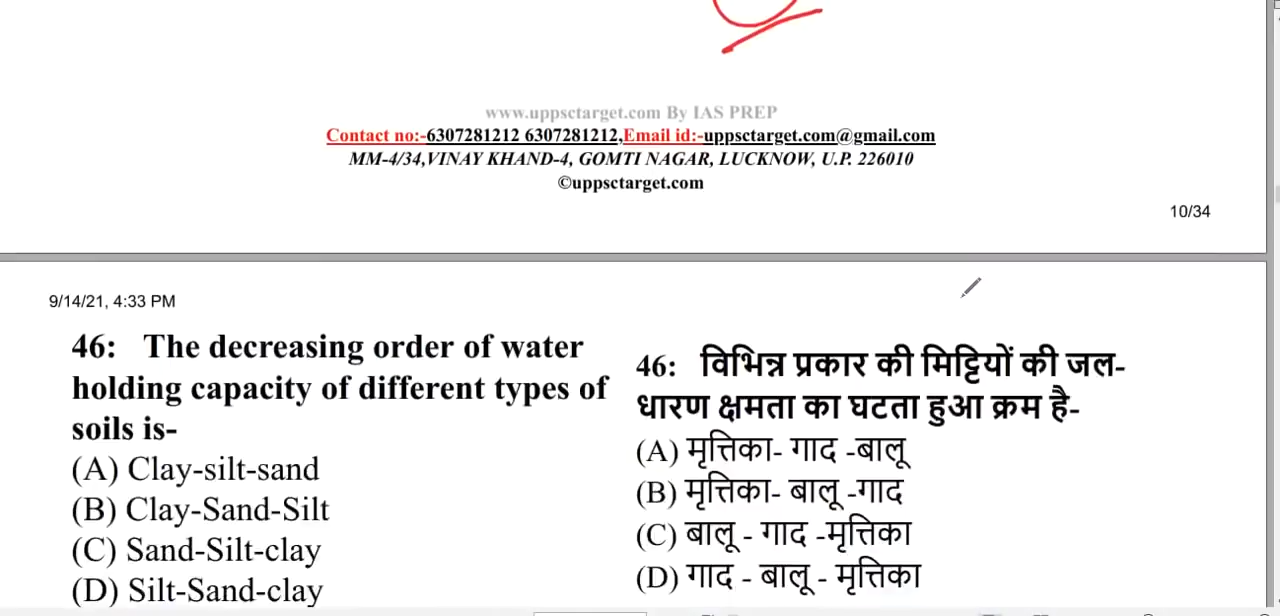 www.uppsctarget.com By IAS PREP
Contact no:-6307281212 6307281212,Email id:-uppsctarget.com@gmail.com
MM-4/34,VINAY KHAND-4, GOMTI NAGAR, LUCKNOW, U.P. 226010
©uppsctarget.com
10/34
9/14/21, 4:33 PM
46: The decreasing order of water
holding capacity of different types of
soils is-
(A) Clay-silt-sand
(B) Clay-Sand-Silt
(C) Sand-Silt-clay
(D) Silt-Sand-clay
46: विभिन्न प्रकार की मिट्टियों की जल-
धारण क्षमता का घटता हुआ क्रम है-
(A) मृत्तिका- गाद -बालू
(B) मृत्तिका- बालू -गाद
(C) बालू - गाद -मृत्तिका
(D) गाद - बालू - मृत्तिका